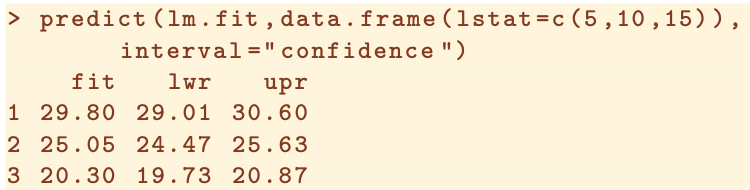 > predict(lm.fit,data.frame(lstat=c(5,10,15)),
interval="confidence")
fit lwr upr
1 29.80 29.01 30.60
2 25.05 24.47 25.63
3 20.30 19.73 20.87